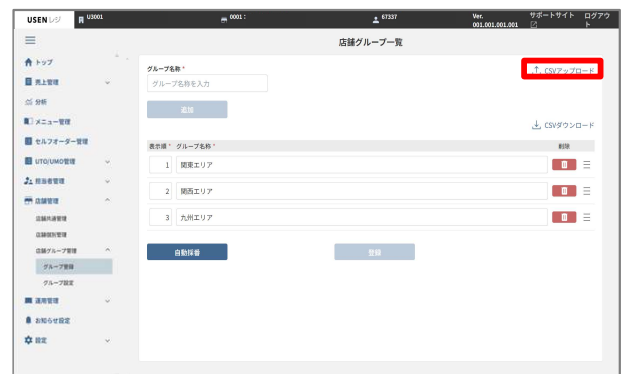 USEN レジ
U3001
0001 :
67337
Ver.
001.001.001.001
サポートサイト
ログアウト
店舗グループ一覧
トップ
売上管理
分析
メニュー管理
セルフオーダー管理
UTO/UMO管理
担当者管理
店舗管理
店舗共通管理
店舗個別管理
店舗グループ管理
グループ登録
グループ設定
運用管理
お知らせ設定
設定
グループ名称 *
グループ名称を入力
追加
CSVアップロード
CSVダウンロード
表示順 * グループ名称 * 削除
1 関東エリア
2 関西エリア
3 九州エリア
自動採番
登録